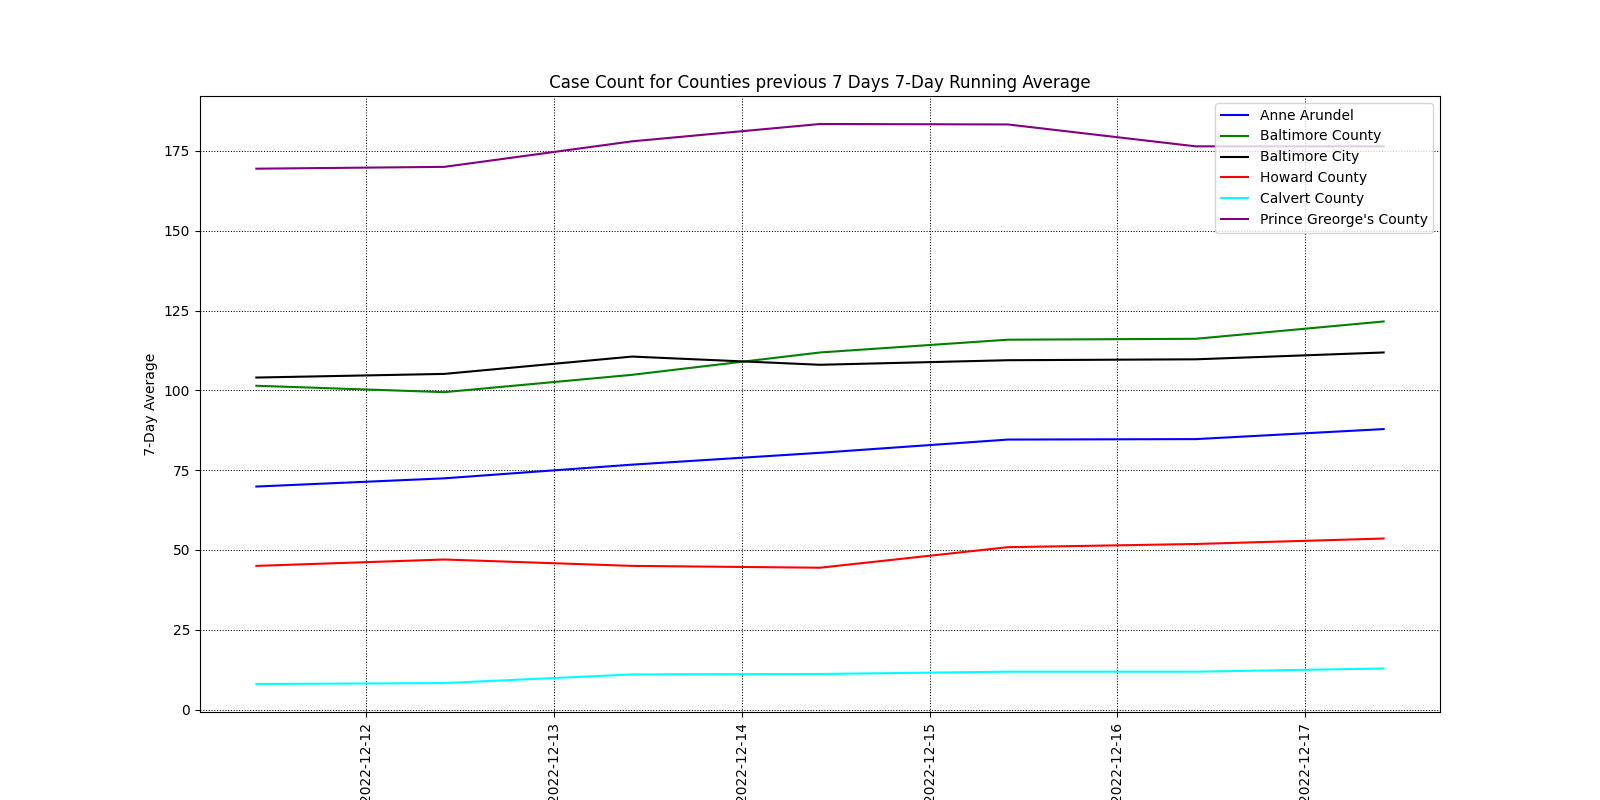 Case Count for Counties previous 7 Days 7-Day Running Average
Anne Arundel
Baltimore County
Baltimore City
Howard County
Calvert County
Prince Greorge's County
7-Day Average
175
150
125
100
75
50
25
0
2022-12-12
2022-12-13
2022-12-14
2022-12-15
2022-12-16
2022-12-17